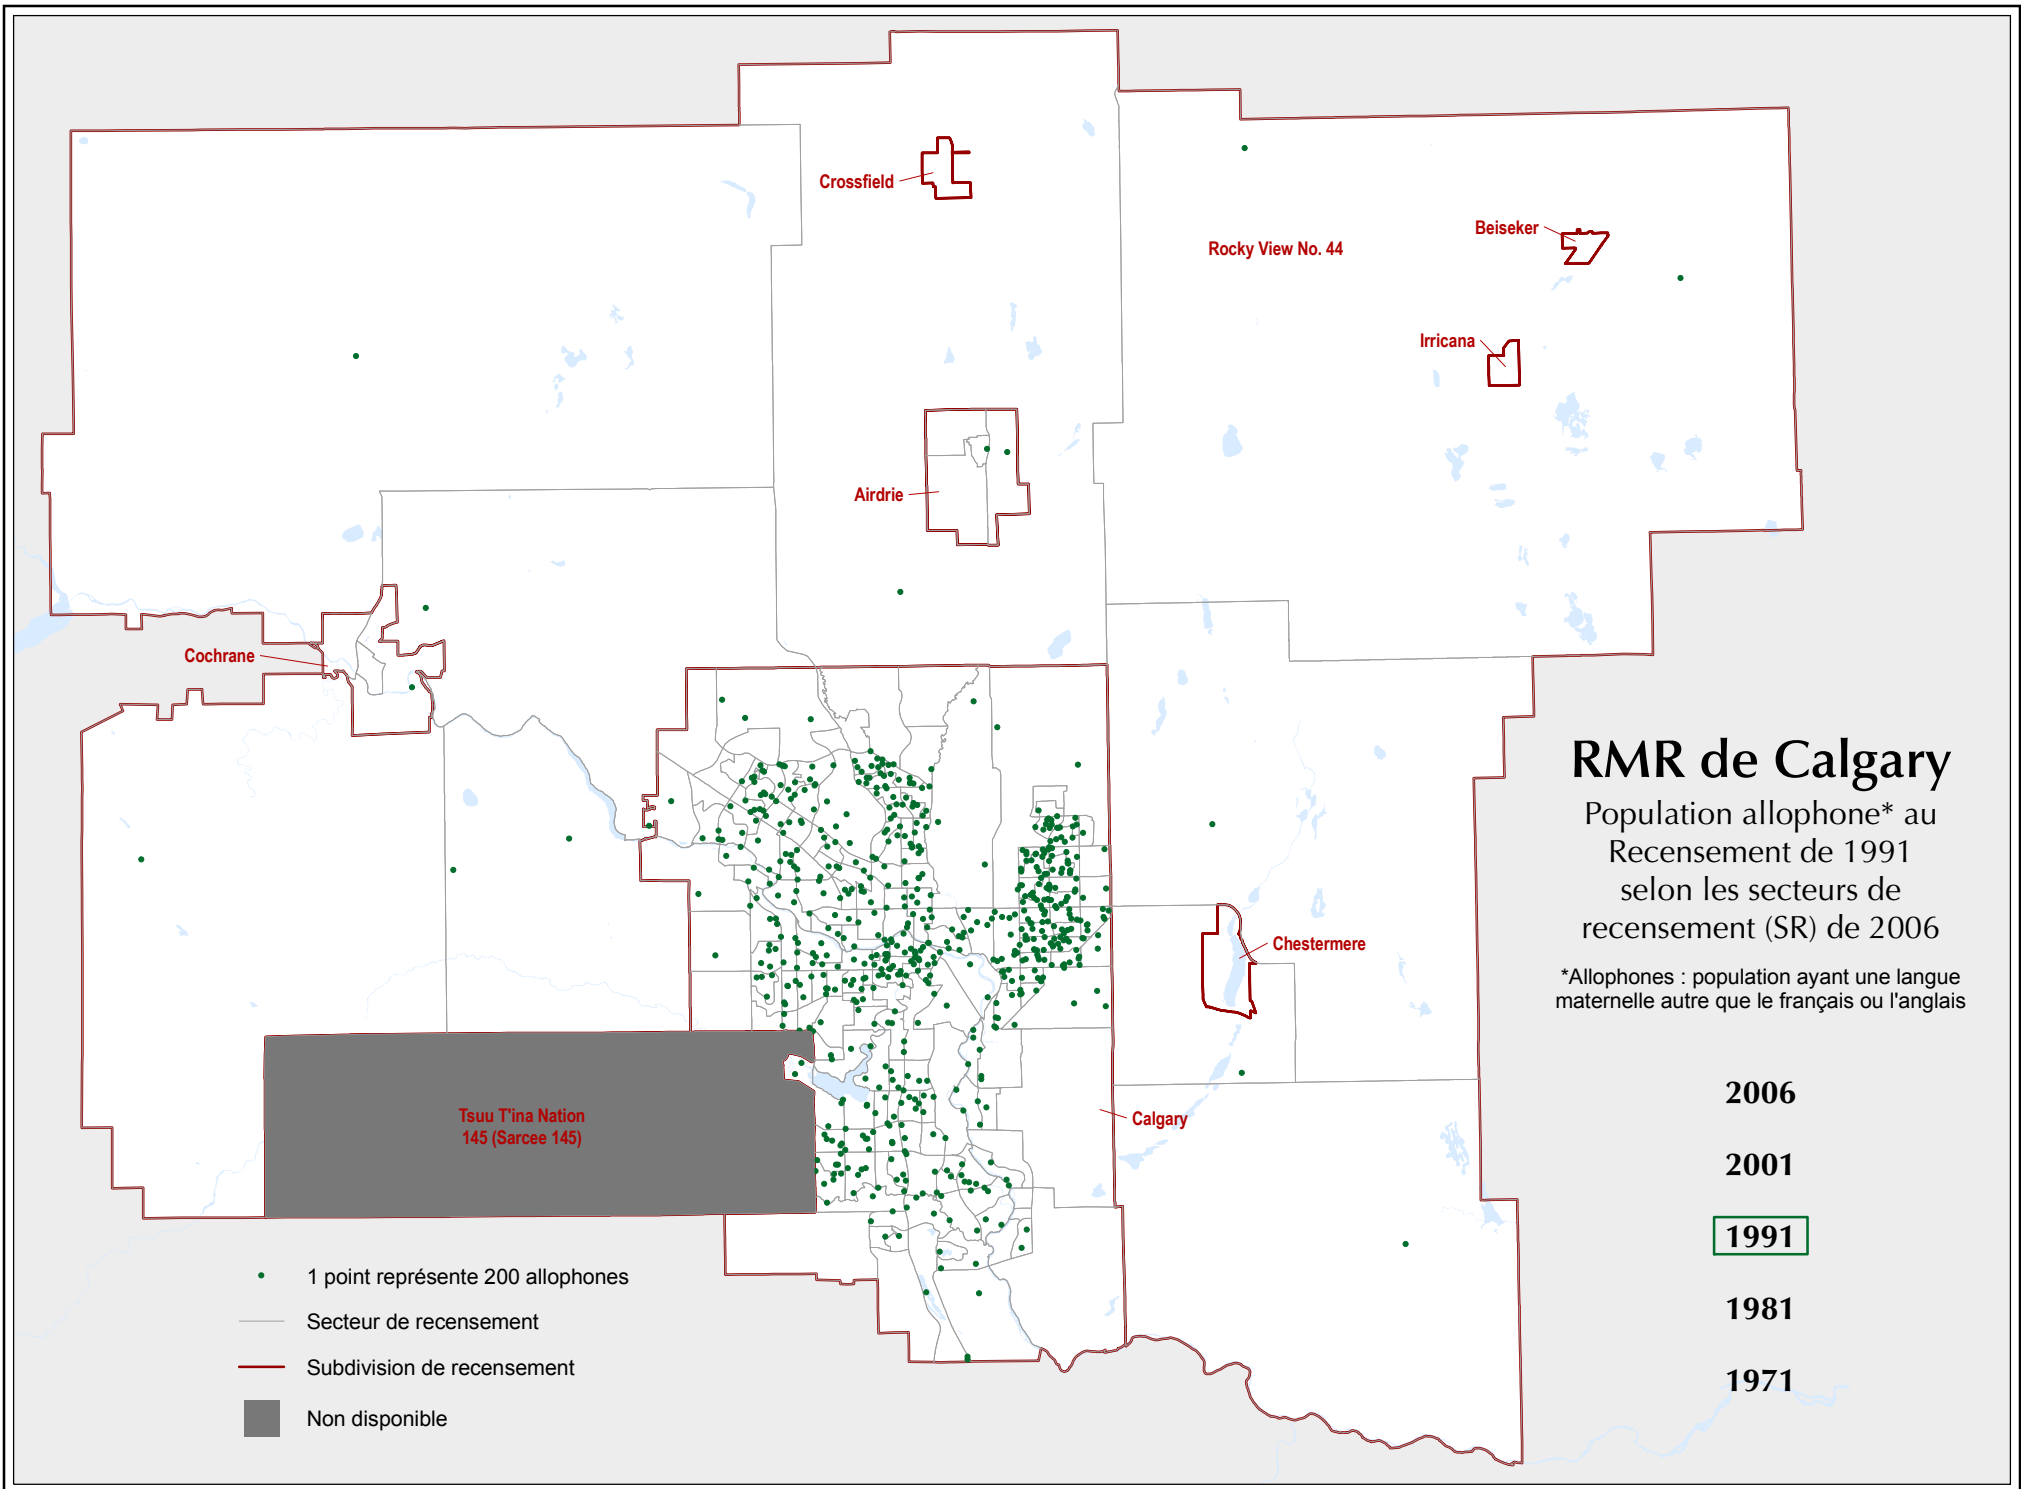 Crossfield
Beiseker
Rocky View No. 44
Irricana
Airdrie
Cochrane
RMR de Calgary
Population allophone* au
Recensement de 1991
selon les secteurs de
recensement (SR) de 2006
*Allophones : population ayant une langue
maternelle autre que le français ou l'anglais
Chestermere
Tsuu T'ina Nation
145 (Sarcee 145)
Calgary
2006
2001
1991
1981
1971
1 point représente 200 allophones
Secteur de recensement
Subdivision de recensement
Non disponible